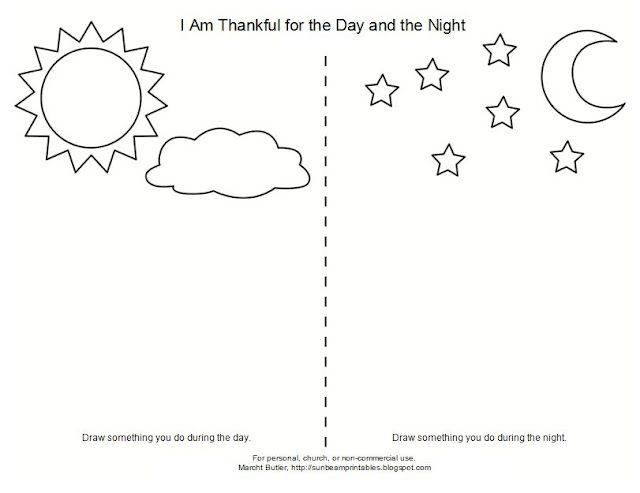 I Am Thankful for the Day and the Night
Draw something you do during the day.
Draw something you do during the night.
For personal, church, or non-commercial use.
Marcht Butler, http://sunbeamprintables.blogspot.com